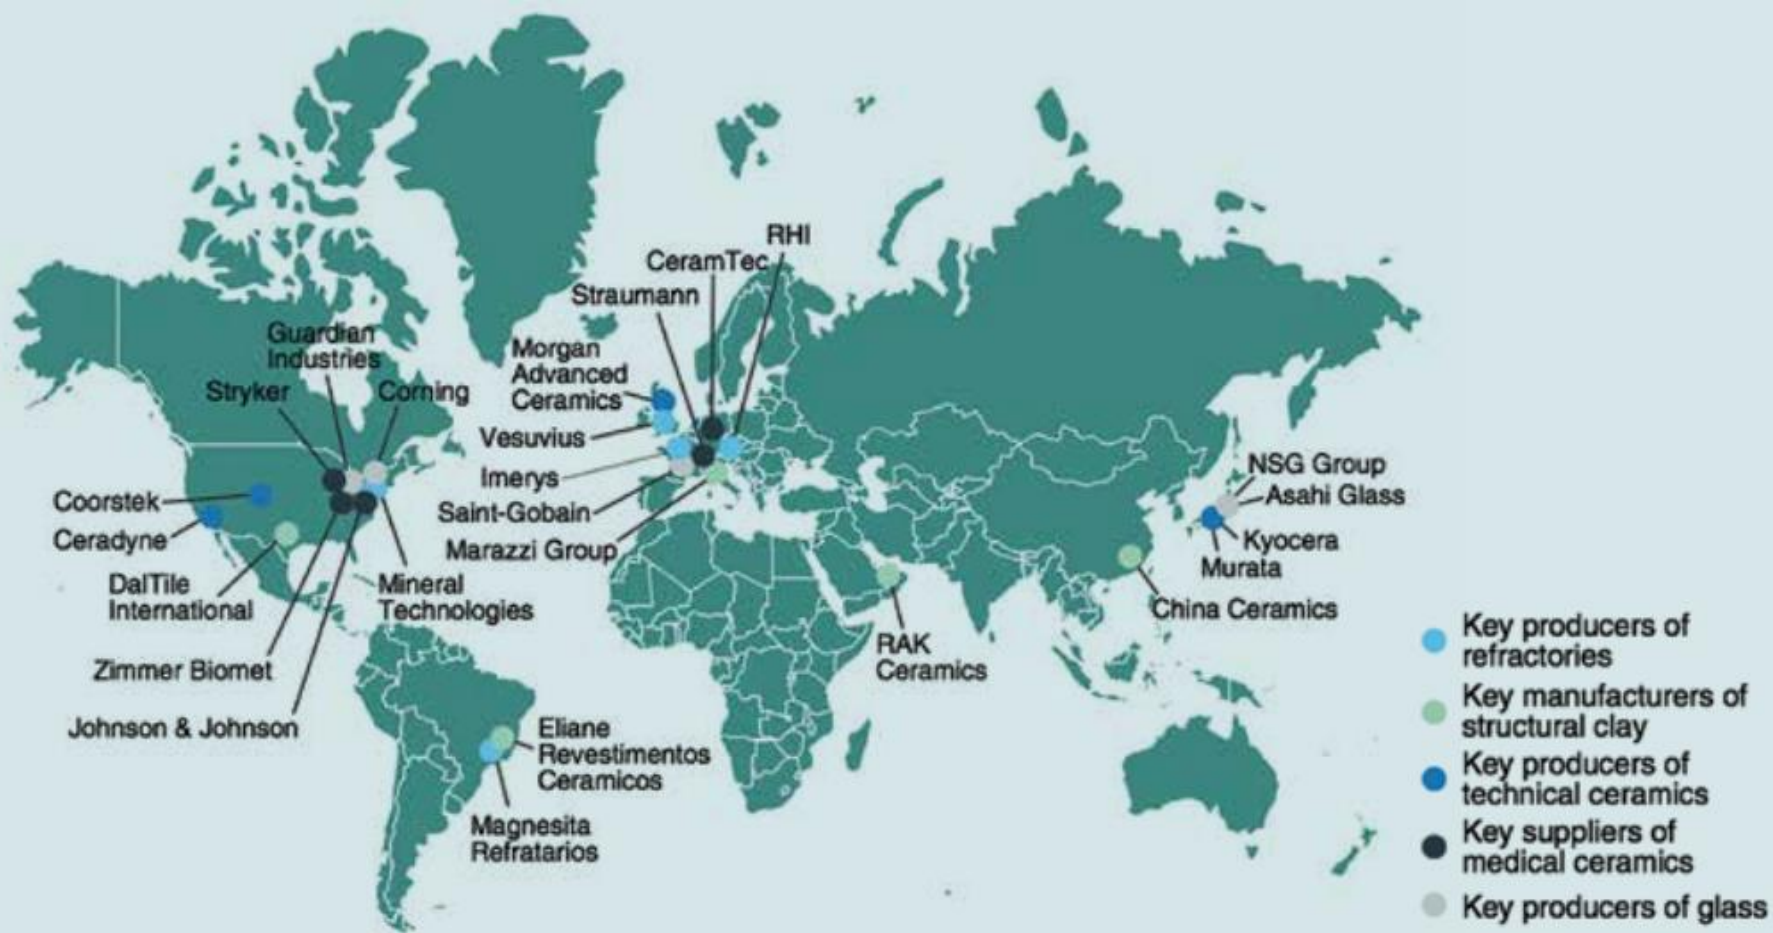 RHI
CeramTec
Straumann
Guardian
Industries
Morgan
Advanced
Ceramics
Stryker
Corning
Vesuvius
Imerys
NSG Group
Asahi Glass
Coorstek
Saint-Gobain
Ceradyne
Marazzi Group
Kyocera
Murata
DalTile
International
Mineral
Technologies
China Ceramics
RAK
Ceramics
Zimmer Biomet
Johnson & Johnson
Eliane
Revestimentos
Ceramicos
Magnesita
Refratarios
Key producers of
refractories
Key manufacturers of
structural clay
Key producers of
technical ceramics
Key suppliers of
medical ceramics
Key producers of glass